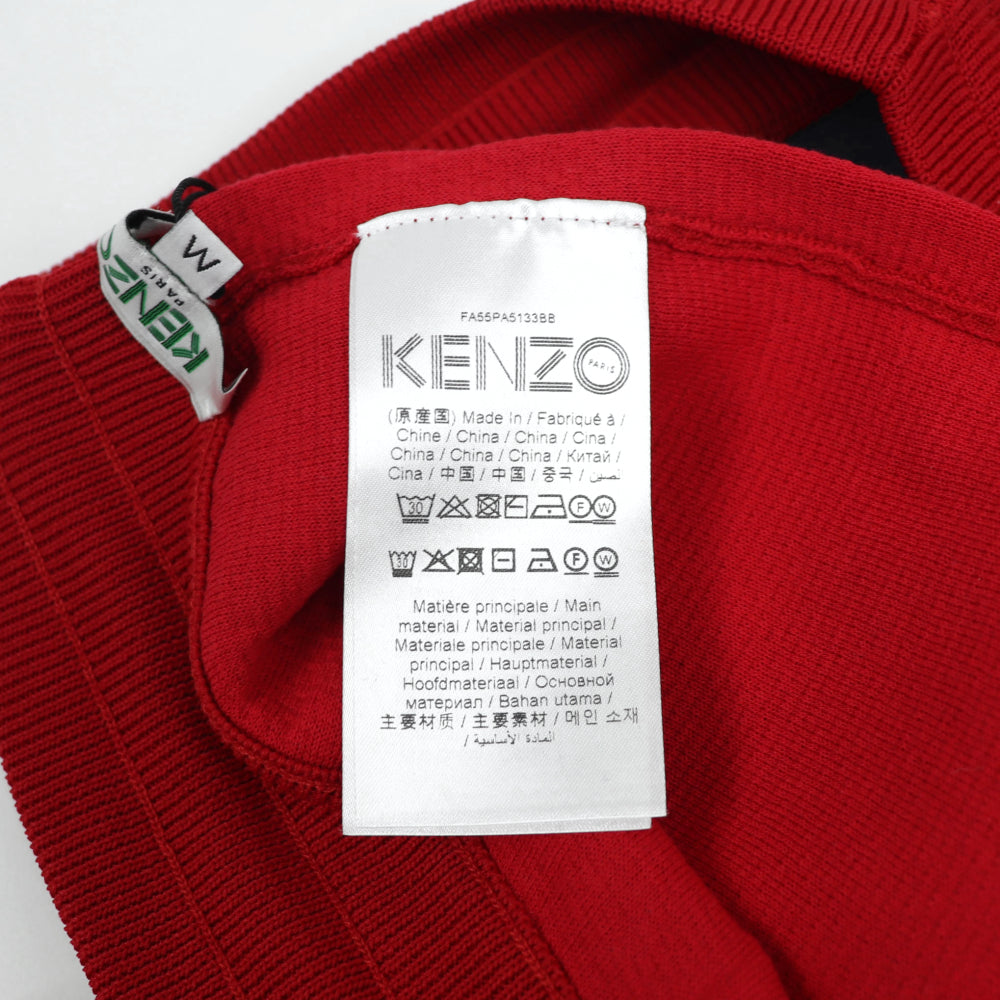 M
KENZO
PARIS
FA55PA5133BB
KENZO
PARIS
(原産国) Made In / Fabriqué à /
Chine / China / China / Cina /
China / China / China / Китай /
Cina / 中国 / 中国 / 중국 / الصين
30 F W
30 F W
Matière principale / Main
material / Material principal /
Materiale principale / Material
principal / Hauptmaterial /
Hoofdmateriaal / Основной
материал / Bahan utama /
主要材质 / 主要素材 / 메인 소재
/ المادة الأساسية /